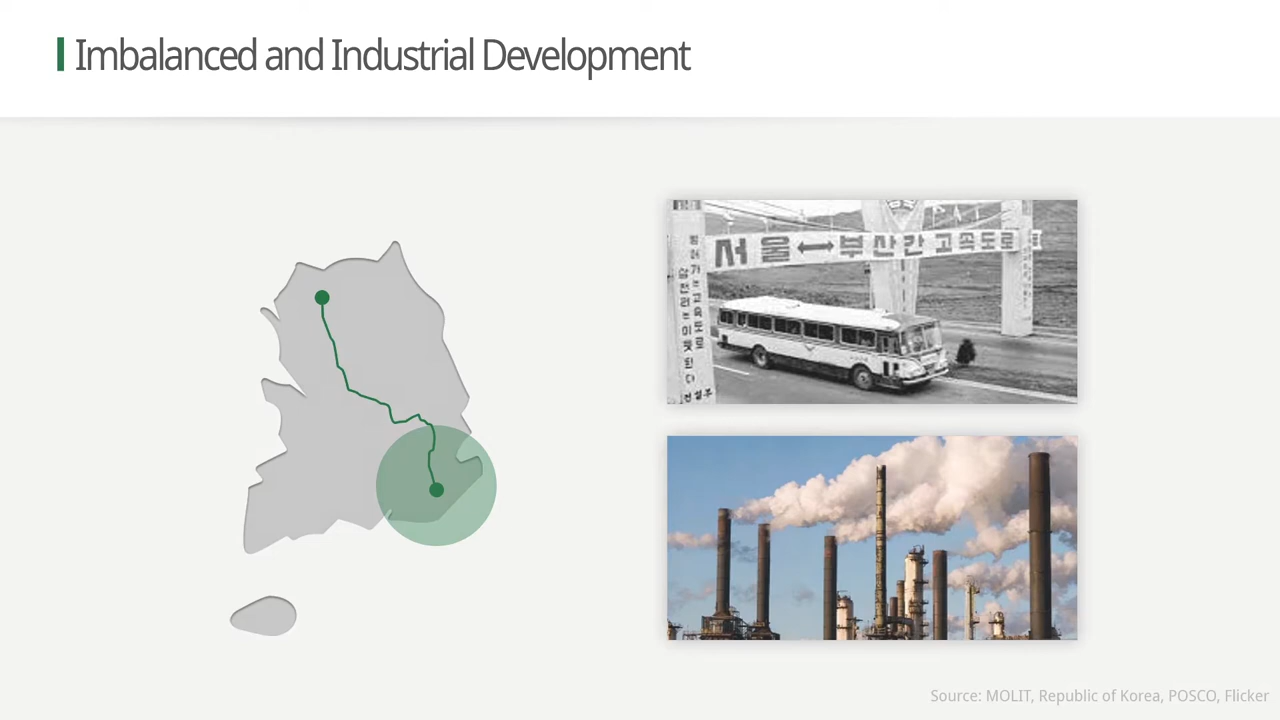 Imbalanced and Industrial Development
서울↔부산간 고속도로
Source: MOLIT, Republic of Korea, POSCO, Flicker